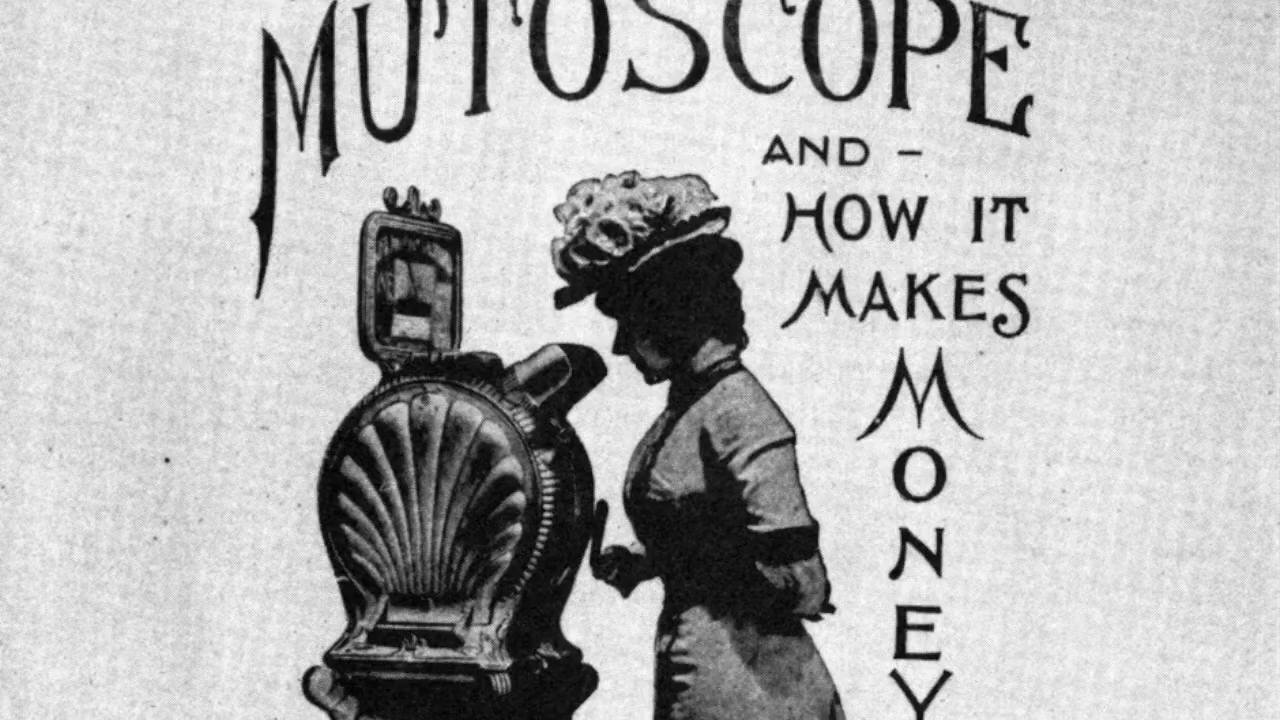 MUTOSCOPE
AND –
HOW IT
MAKES
MONEY